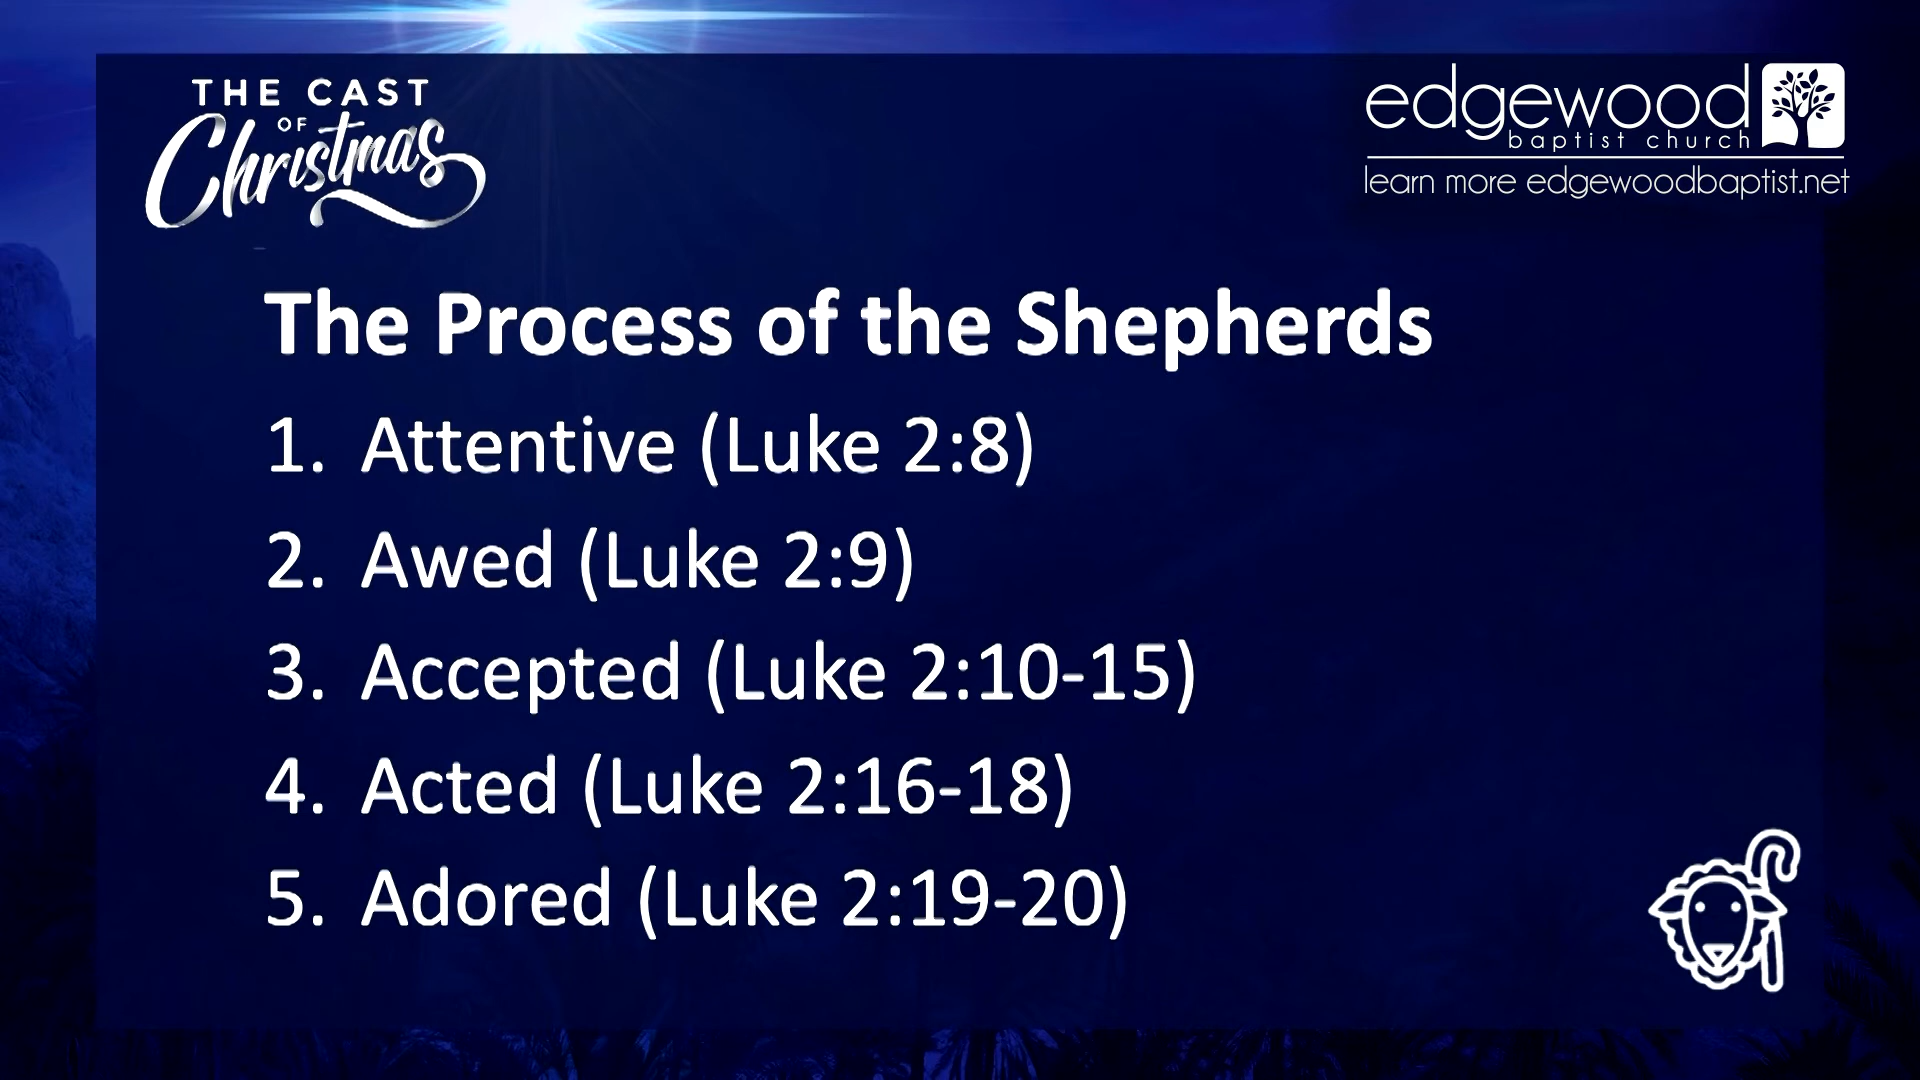 THE CAST
OF
Christmas
edgewood
baptist church
learn more edgewoodbaptist.net
The Process of the Shepherds
1. Attentive (Luke 2:8)
2. Awed (Luke 2:9)
3. Accepted (Luke 2:10-15)
4. Acted (Luke 2:16-18)
5. Adored (Luke 2:19-20)